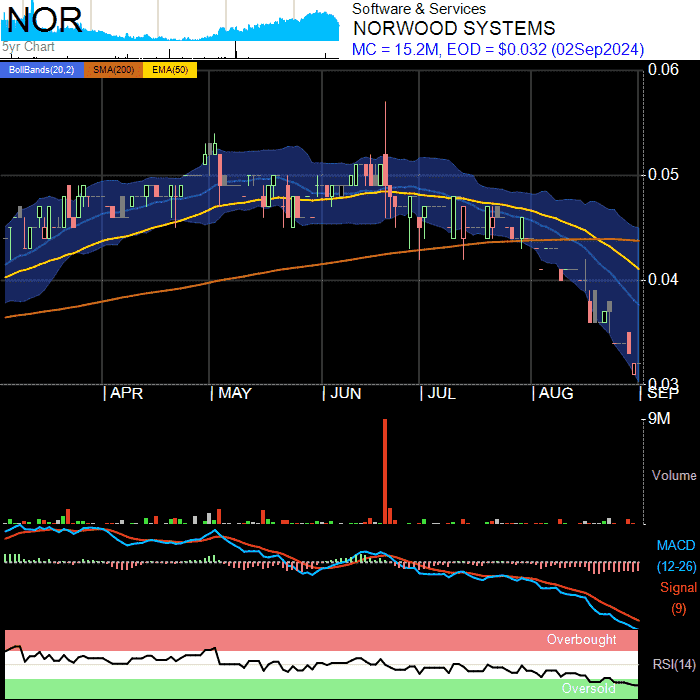 NOR
5yr Chart
Software & Services
NORWOOD SYSTEMS
MC = 15.2M, EOD = $0.032 (02Sep2024)
BollBands(20,2) SMA(200) EMA(50)
0.06
0.05
0.04
0.03
APR MAY JUN JUL AUG SEP
9M
Volume
MACD
(12-26)
Signal
(9)
Overbought
RSI(14)
Oversold